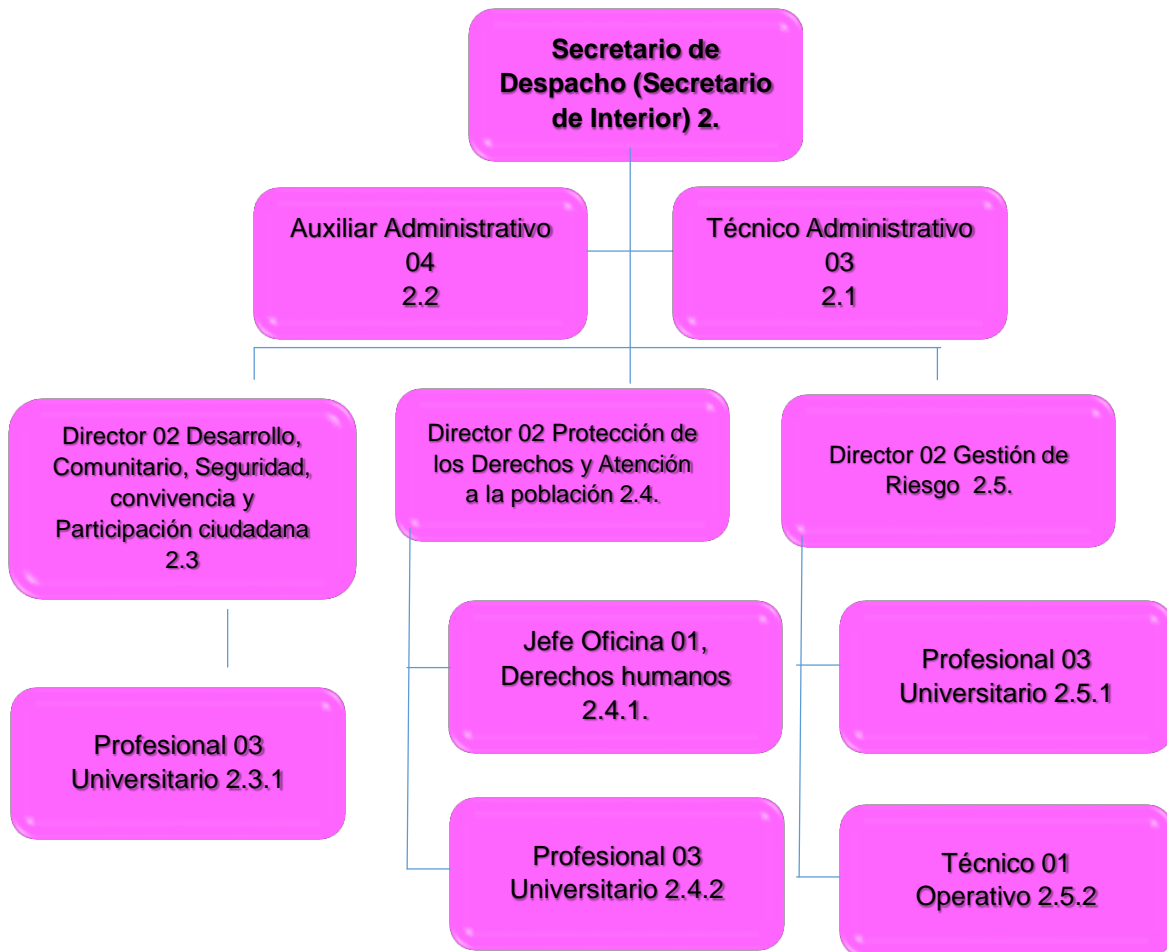 Secretario de
Despacho (Secretario
de Interior) 2.
Auxiliar Administrativo
04
2.2
Técnico Administrativo
03
2.1
Director 02 Desarrollo,
Comunitario, Seguridad,
convivencia y
Participación ciudadana
2.3
Director 02 Protección de
los Derechos y Atención
a la población 2.4.
Director 02 Gestión de
Riesgo 2.5.
Profesional 03
Universitario 2.3.1
Jefe Oficina 01,
Derechos humanos
2.4.1.
Profesional 03
Universitario 2.4.2
Profesional 03
Universitario 2.5.1
Técnico 01
Operativo 2.5.2